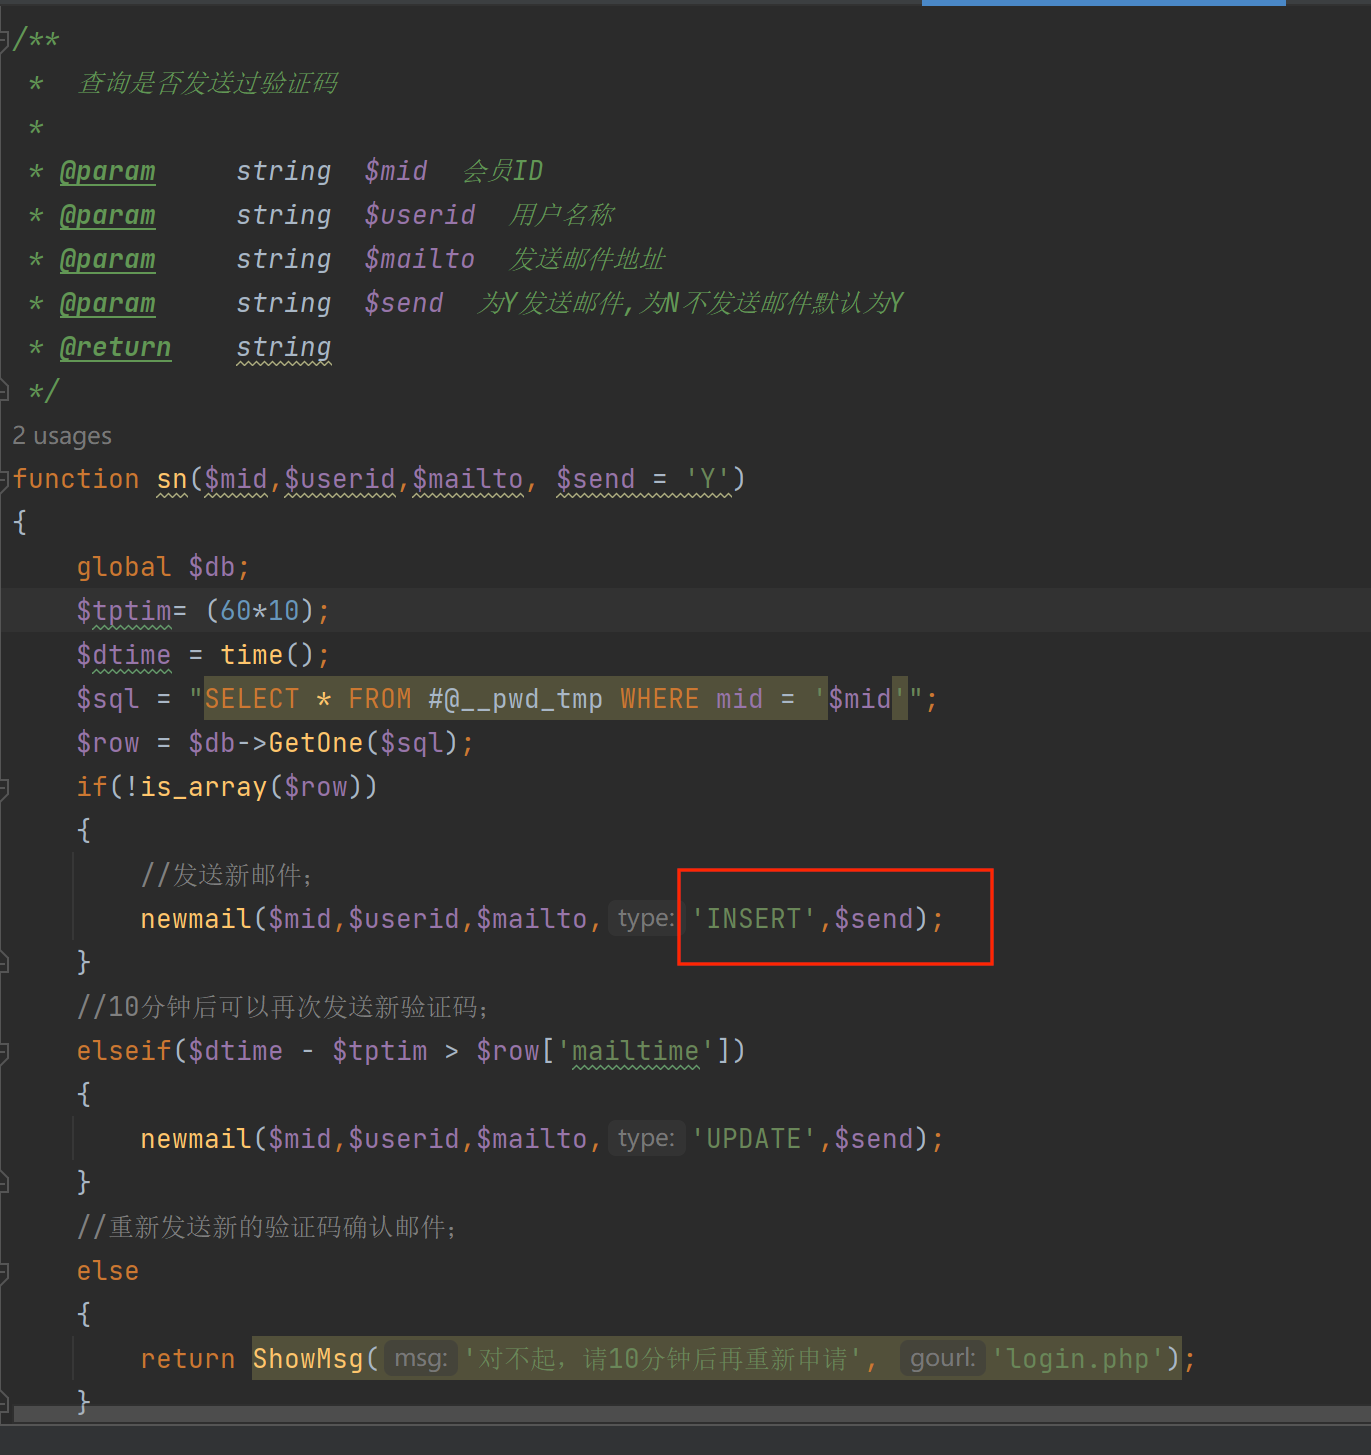 /**
 *  查询是否发送过验证码
 *
 * @param     string  $mid  会员ID
 * @param     string  $userid  用户名称
 * @param     string  $mailto  发送邮件地址
 * @param     string  $send  为Y发送邮件,为N不发送邮件默认为Y
 * @return    string
 */
2 usages
function sn($mid,$userid,$mailto, $send = 'Y')
{
    global $db;
    $tptim= (60*10);
    $dtime = time();
    $sql = "SELECT * FROM #@__pwd_tmp WHERE mid = '$mid'";
    $row = $db->GetOne($sql);
    if(!is_array($row))
    {
        //发送新邮件；
        newmail($mid,$userid,$mailto, type: 'INSERT',$send);
    }
    //10分钟后可以再次发送新验证码；
    elseif($dtime - $tptim > $row['mailtime'])
    {
        newmail($mid,$userid,$mailto, type: 'UPDATE',$send);
    }
    //重新发送新的验证码确认邮件；
    else
    {
        return ShowMsg( msg: '对不起，请10分钟后再重新申请', gourl: 'login.php');
    }